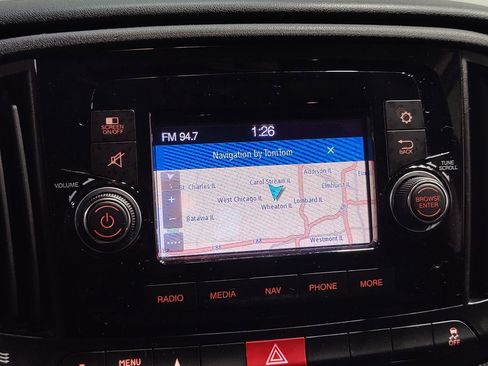 SCREEN
ON/OFF
FM 94.7
1:26
Navigation by TomTom
BACK
VOLUME
TUNE
SCROLL
BROWSE
ENTER
Addison IL
Carol Stream IL
St. Charles IL
Elmhurst IL
West Chicago IL
Lombard IL
Wheaton IL
Batavia IL
Westmont IL
88
88
RADIO
MEDIA
NAV
PHONE
MORE
MENU
OFF